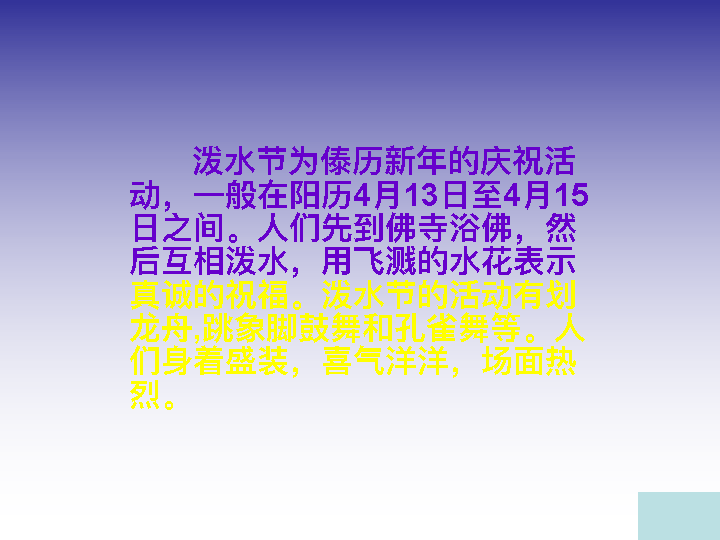 泼水节为傣历新年的庆祝活
动，一般在阳历4月13日至4月15
日之间。人们先到佛寺浴佛，然
后互相泼水，用飞溅的水花表示
真诚的祝福。泼水节的活动有划
龙舟,跳象脚鼓舞和孔雀舞等。人
们身着盛装，喜气洋洋，场面热
烈。